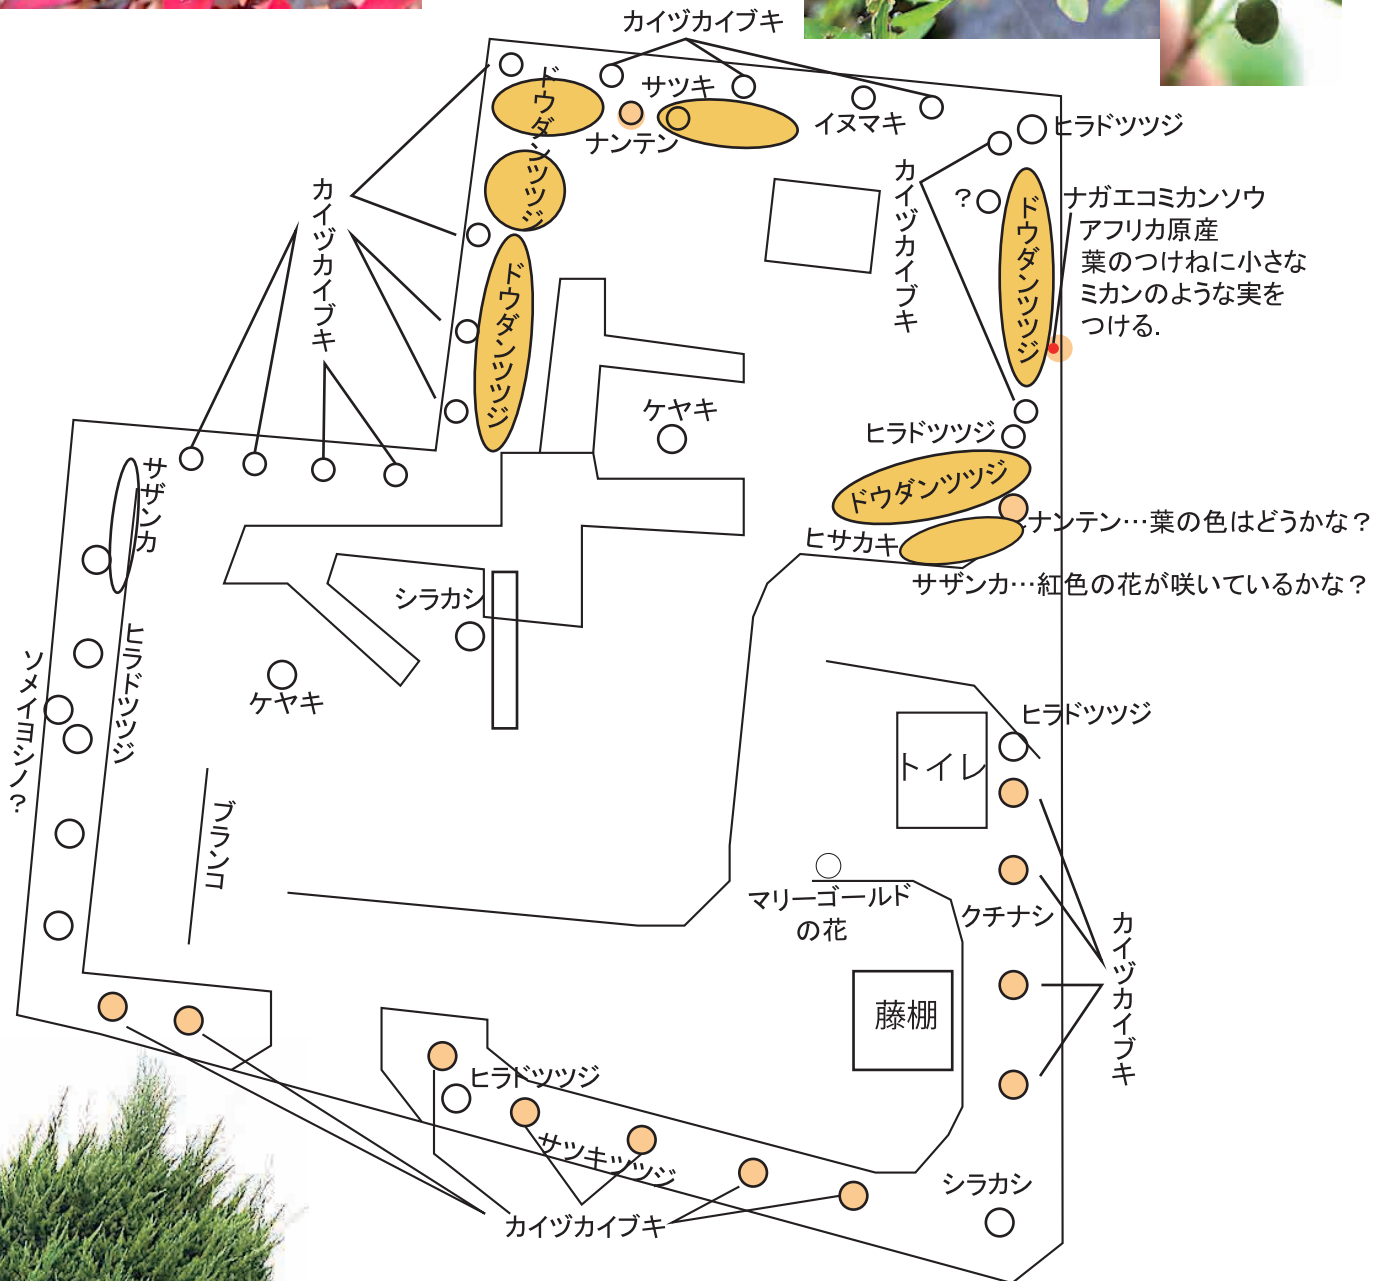 カイヅカイブキ
ドウダンツツジ
サツキ
ナンテン
イヌマキ
ヒラドツツジ
カイヅカイブキ
カイヅカイブキ
?
ドウダンツツジ
ナガエコミカンソウ
アフリカ原産
葉のつけねに小さな
ミカンのような実を
つける.
ドウダンツツジ
ケヤキ
ヒラドツツジ
ドウダンツツジ
サザンカ
ナンテン…葉の色はどうかな？
ヒサカキ
サザンカ…紅色の花が咲いているかな？
シラカシ
ヒラドツツジ
ソメイヨシノ？
ケヤキ
ヒラドツツジ
トイレ
ブランコ
マリーゴールド
の花
クチナシ
カイヅカイブキ
藤棚
ヒラドツツジ
サツキツツジ
シラカシ
カイヅカイブキ